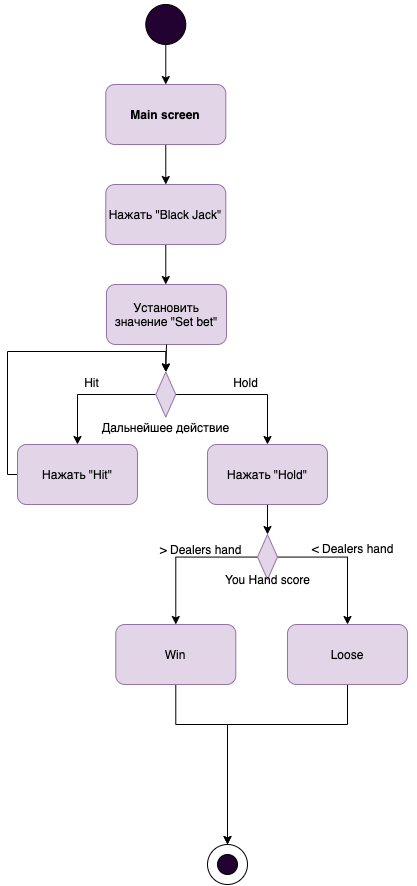 Main screen
Нажать "Black Jack"
Установить
значение "Set bet"
Hit
Hold
Дальнейшее действие
Нажать "Hit"
Нажать "Hold"
> Dealers hand
< Dealers hand
You Hand score
Win
Loose